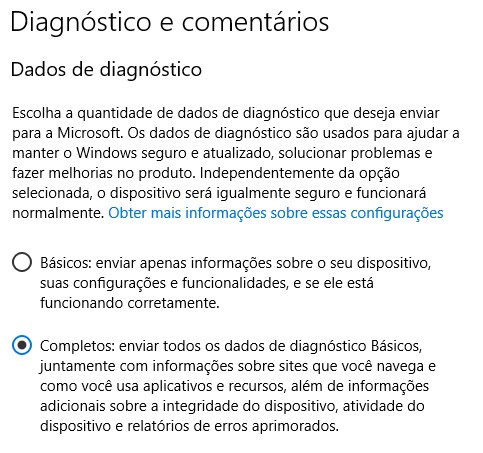 Diagnóstico e comentários
Dados de diagnóstico
Escolha a quantidade de dados de diagnóstico que deseja enviar
para a Microsoft. Os dados de diagnóstico são usados para ajudar a
manter o Windows seguro e atualizado, solucionar problemas e
fazer melhorias no produto. Independentemente da opção
selecionada, o dispositivo será igualmente seguro e funcionará
normalmente. Obter mais informações sobre essas configurações
Básicos: enviar apenas informações sobre o seu dispositivo,
suas configurações e funcionalidades, e se ele está
funcionando corretamente.
Completos: enviar todos os dados de diagnóstico Básicos,
juntamente com informações sobre sites que você navega e
como você usa aplicativos e recursos, além de informações
adicionais sobre a integridade do dispositivo, atividade do
dispositivo e relatórios de erros aprimorados.